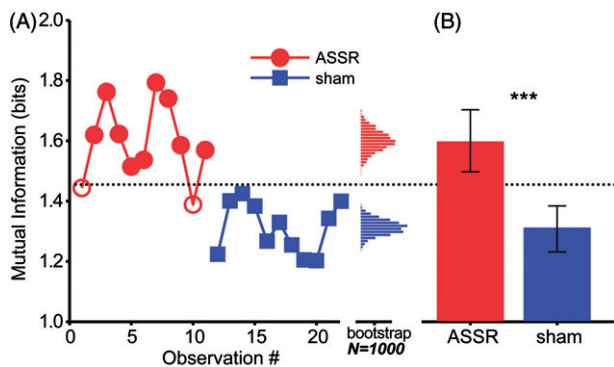 (A)
Mutual Information (bits)
2.0
1.8
1.6
1.4
1.2
1.0
ASSR
sham
0 5 10 15 20
Observation #
bootstrap
N=1000
(B)
***
ASSR sham